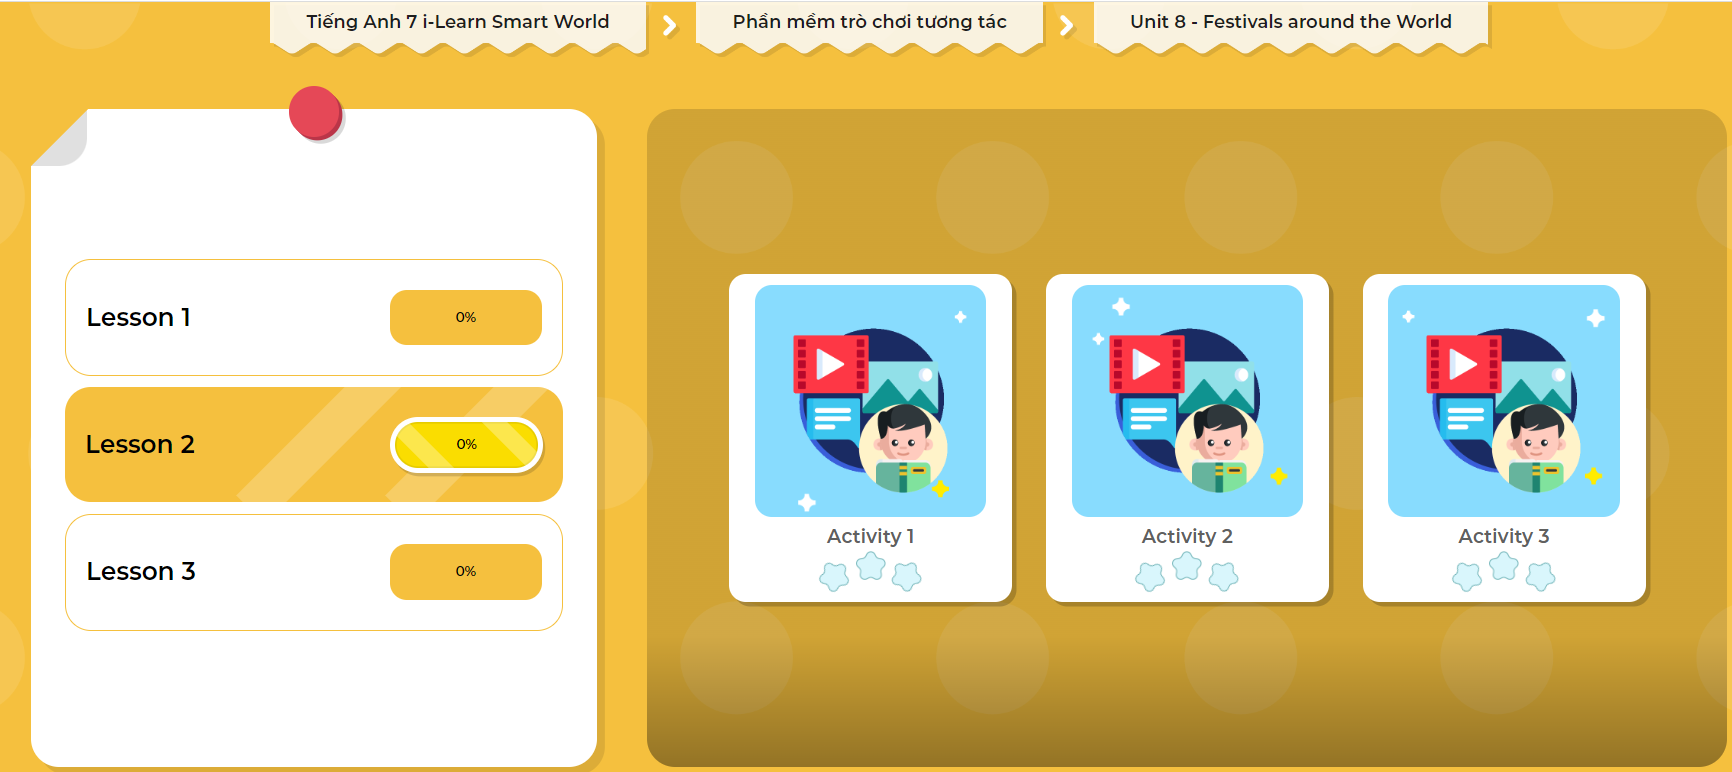 Tiếng Anh 7 i-Learn Smart World
Phần mềm trò chơi tương tác
Unit 8 - Festivals around the World
Lesson 1
0%
Lesson 2
0%
Lesson 3
0%
Activity 1
Activity 2
Activity 3